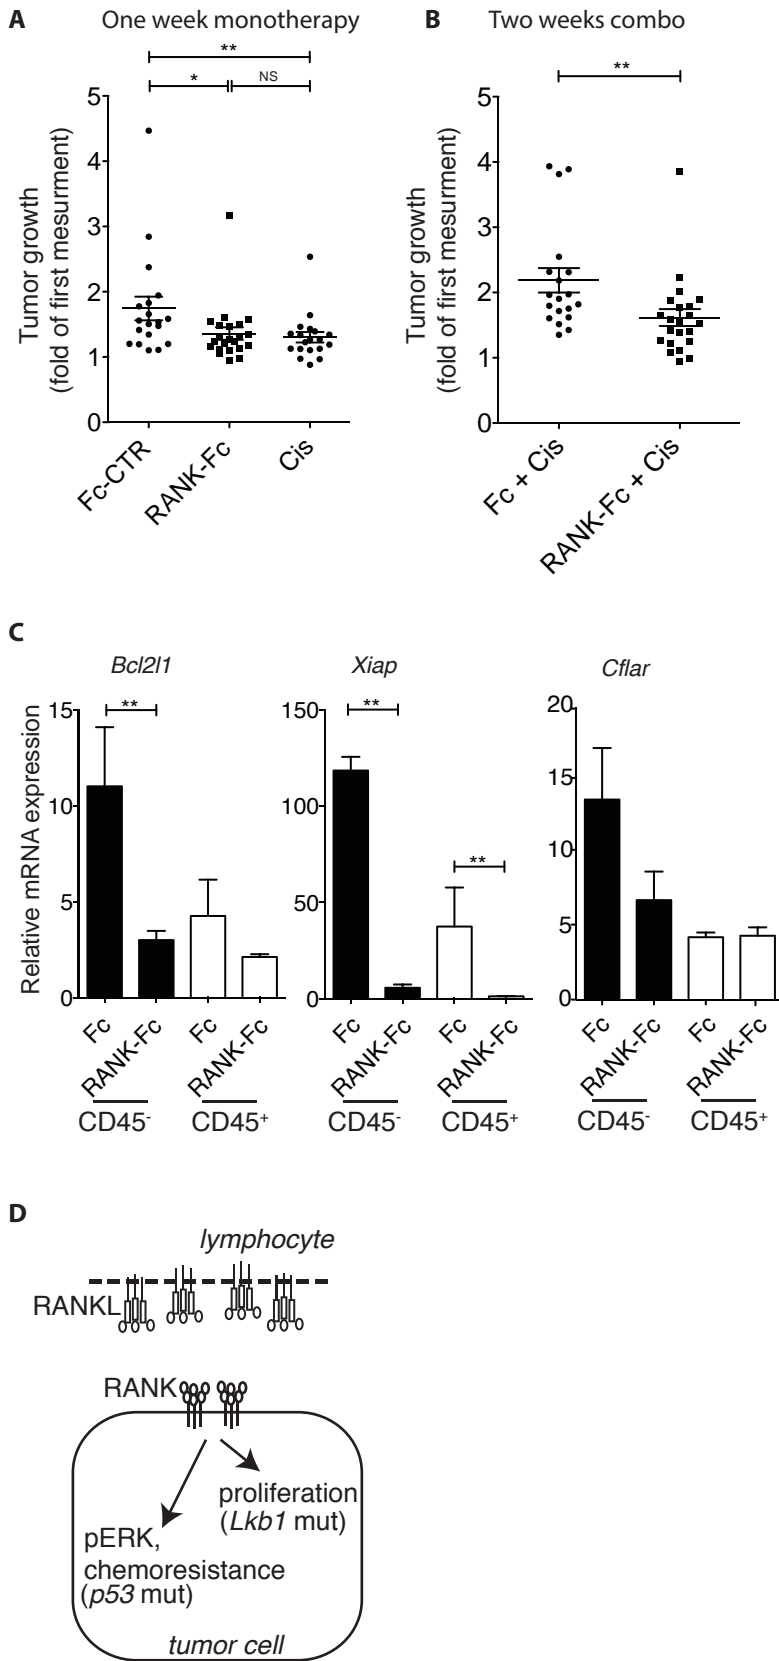 A One week monotherapy
**
* NS
Tumor growth
(fold of first mesurment)
5
4
3
2
1
0
Fc-CTR
RANK-Fc
Cis
B Two weeks combo
**
Tumor growth
(fold of first mesurment)
5
4
3
2
1
0
Fc + Cis
RANK-Fc + Cis
C
Bcl2l1
**
Relative mRNA expression
15
10
5
0
Fc
RANK-Fc
Fc
RANK-Fc
CD45-
CD45+
Xiap
**
**
150
100
50
0
Fc
RANK-Fc
Fc
RANK-Fc
CD45-
CD45+
Cflar
20
15
10
5
0
Fc
RANK-Fc
Fc
RANK-Fc
CD45-
CD45+
D
lymphocyte
RANKL
RANK
proliferation
(Lkb1 mut)
pERK,
chemoresistance
(p53 mut)
tumor cell